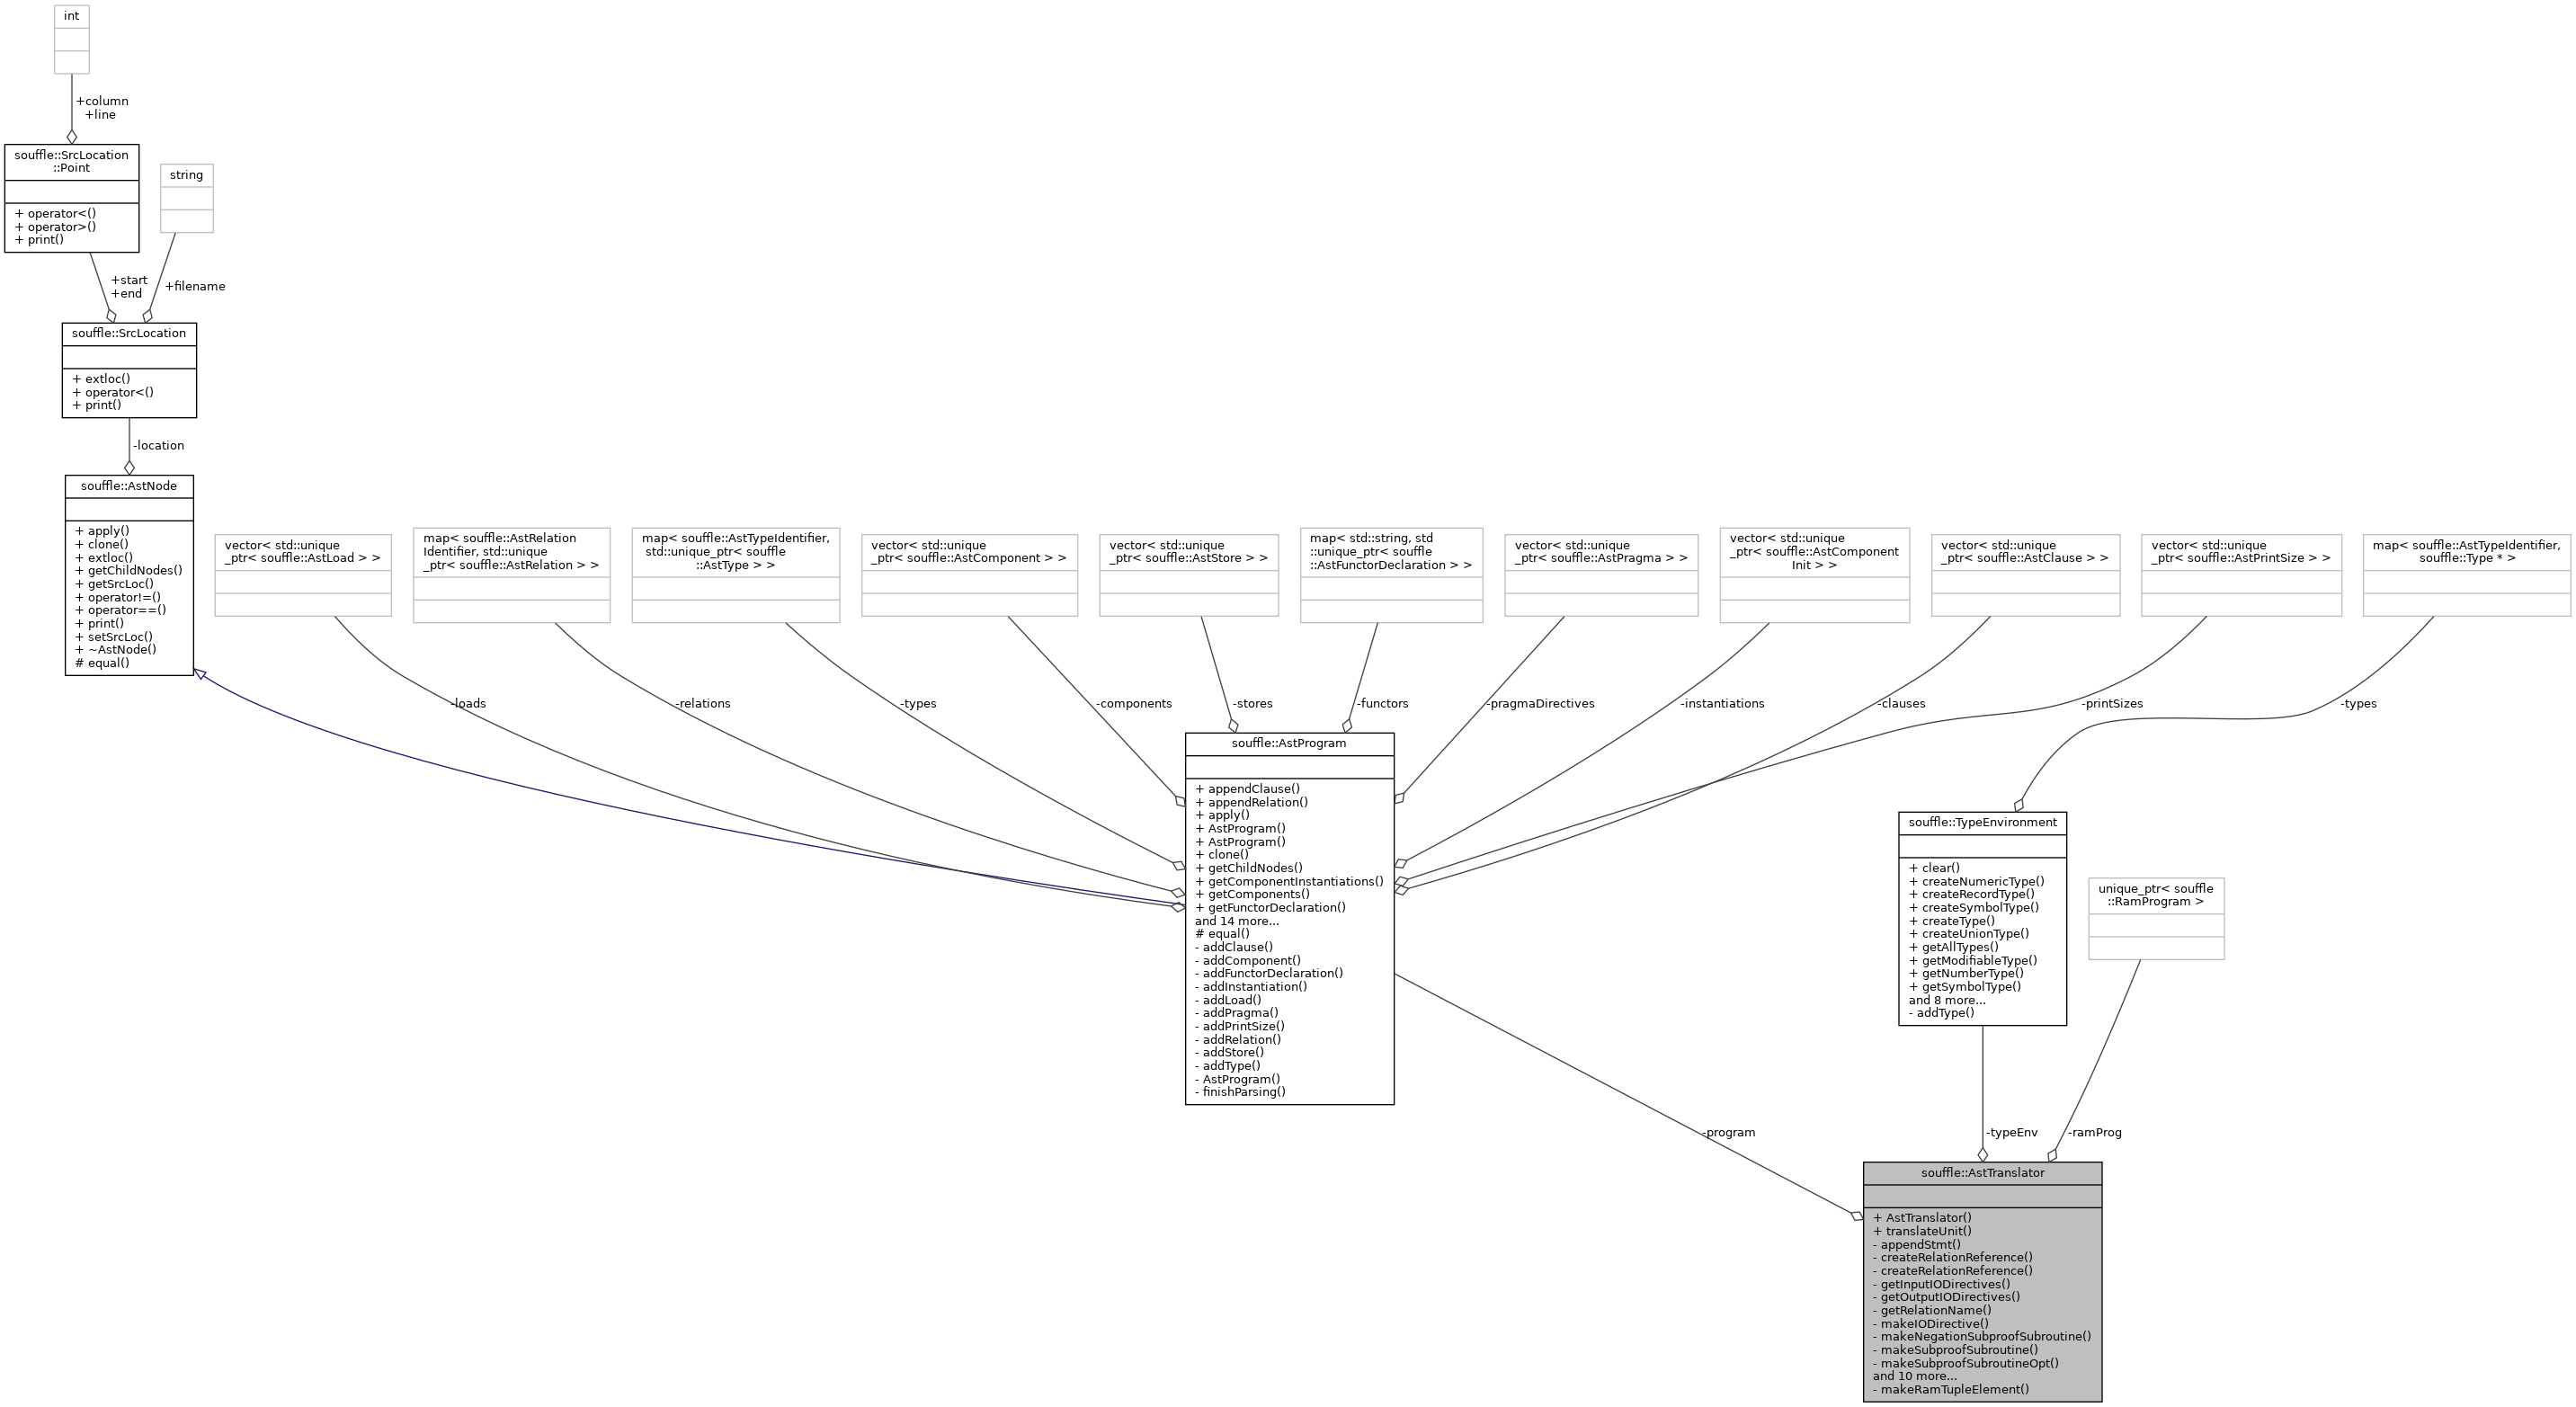 int
+column
+line
souffle::SrcLocation
::Point
+ operator<()
+ operator>()
+ print()
string
+start
+end
+filename
souffle::SrcLocation
+ extloc()
+ operator<()
+ print()
-location
souffle::AstNode
+ apply()
+ clone()
+ extloc()
+ getChildNodes()
+ getSrcLoc()
+ operator!=()
+ operator==()
+ print()
+ setSrcLoc()
+ ~AstNode()
# equal()
vector< std::unique
_ptr< souffle::AstLoad > >
map< souffle::AstRelation
Identifier, std::unique
_ptr< souffle::AstRelation > >
map< souffle::AstTypeIdentifier,
std::unique_ptr< souffle
::AstType > >
vector< std::unique
_ptr< souffle::AstComponent > >
vector< std::unique
_ptr< souffle::AstStore > >
map< std::string, std
::unique_ptr< souffle
::AstFunctorDeclaration > >
vector< std::unique
_ptr< souffle::AstPragma > >
vector< std::unique
_ptr< souffle::AstComponent
Init > >
vector< std::unique
_ptr< souffle::AstClause > >
vector< std::unique
_ptr< souffle::AstPrintSize > >
map< souffle::AstTypeIdentifier,
souffle::Type * >
-loads
-relations
-types
-components
-stores
-functors
-pragmaDirectives
-instantiations
-clauses
-printSizes
-types
souffle::AstProgram
+ appendClause()
+ appendRelation()
+ apply()
+ AstProgram()
+ AstProgram()
+ clone()
+ getChildNodes()
+ getComponentInstantiations()
+ getComponents()
+ getFunctorDeclaration()
and 14 more...
# equal()
- addClause()
- addComponent()
- addFunctorDeclaration()
- addInstantiation()
- addLoad()
- addPragma()
- addPrintSize()
- addRelation()
- addStore()
- addType()
- AstProgram()
- finishParsing()
souffle::TypeEnvironment
+ clear()
+ createNumericType()
+ createRecordType()
+ createSymbolType()
+ createType()
+ createUnionType()
+ getAllTypes()
+ getModifiableType()
+ getNumberType()
+ getSymbolType()
and 8 more...
- addType()
unique_ptr< souffle
::RamProgram >
-program
-typeEnv
-ramProg
souffle::AstTranslator
+ AstTranslator()
+ translateUnit()
- appendStmt()
- createRelationReference()
- createRelationReference()
- getInputIODirectives()
- getOutputIODirectives()
- getRelationName()
- makeIODirective()
- makeNegationSubproofSubroutine()
- makeSubproofSubroutine()
- makeSubproofSubroutineOpt()
and 10 more...
- makeRamTupleElement()